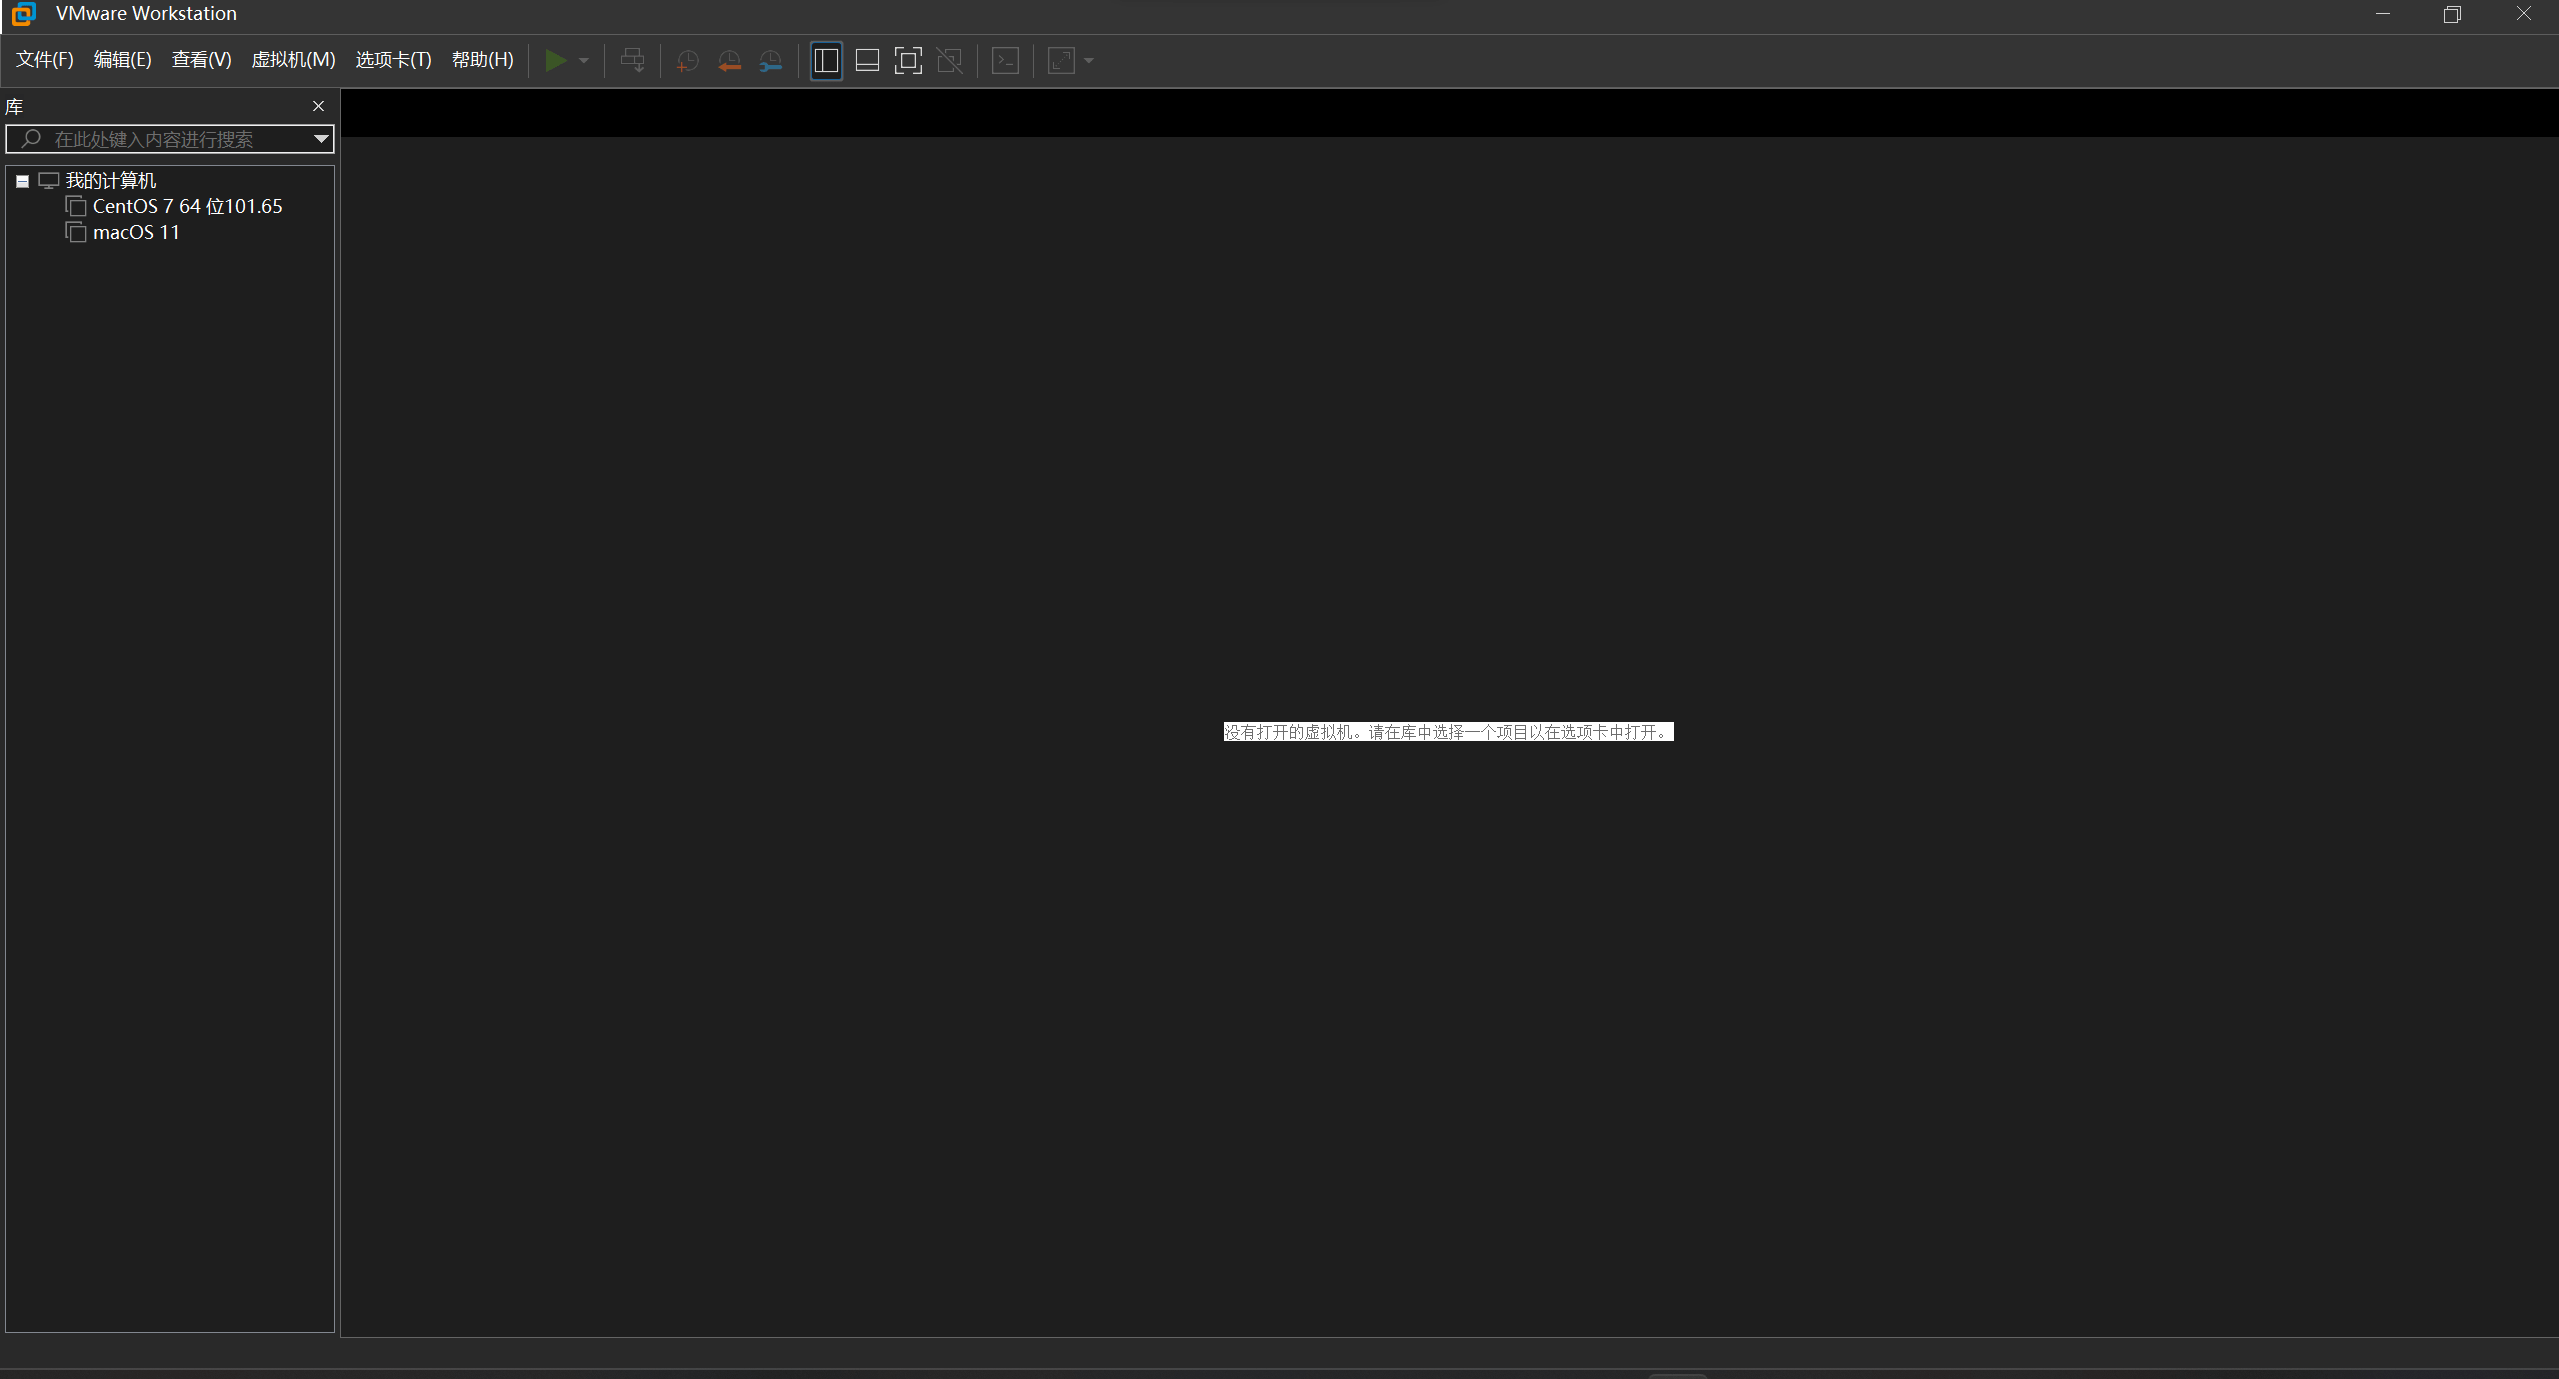 VMware Workstation
文件(F) 编辑(E) 查看(V) 虚拟机(M) 选项卡(T) 帮助(H)
库
在此处键入内容进行搜索
我的计算机
CentOS 7 64 位101.65
macOS 11
没有打开的虚拟机。请在库中选择一个项目以在选项卡中打开。